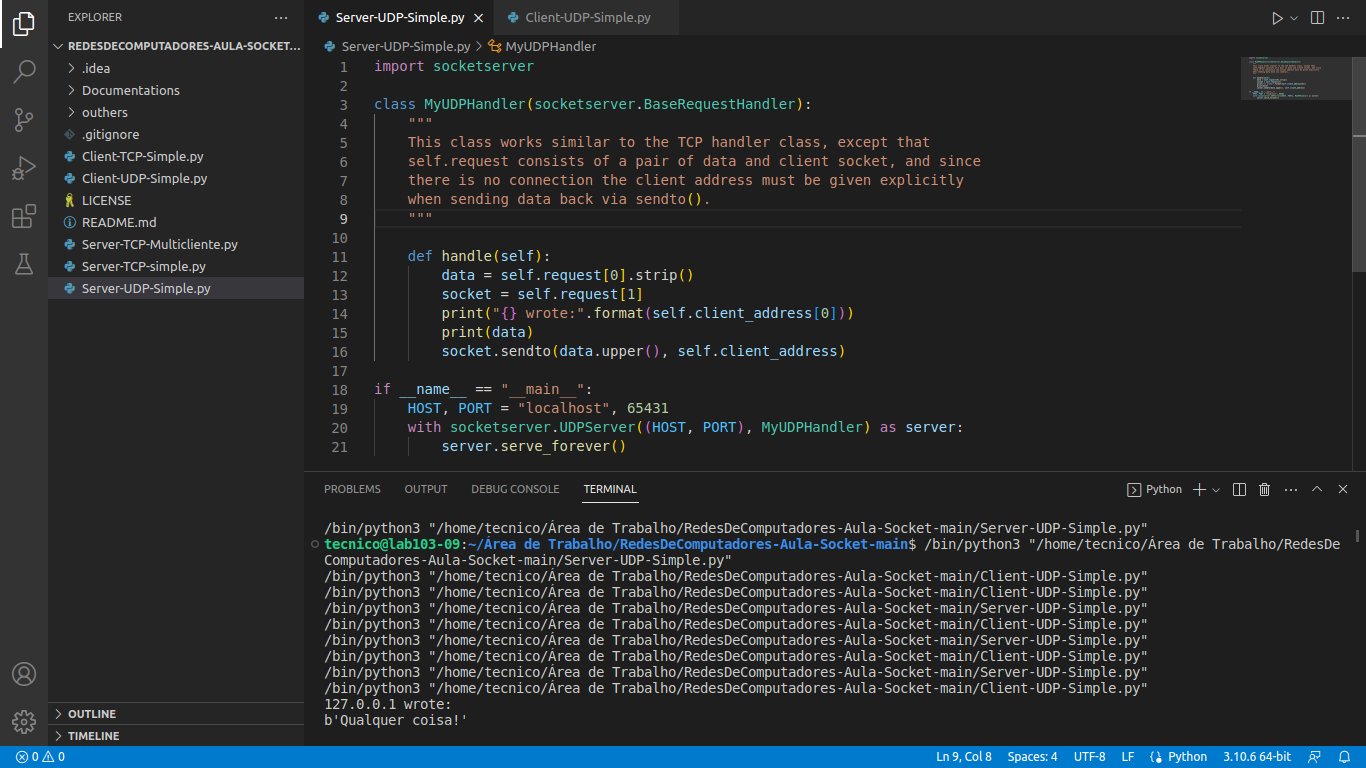 EXPLORER
REDESDECOMPUTADORES-AULA-SOCKET...
.idea
Documentations
outhers
.gitignore
Client-TCP-Simple.py
Client-UDP-Simple.py
LICENSE
README.md
Server-TCP-Multicliente.py
Server-TCP-simple.py
Server-UDP-Simple.py
OUTLINE
TIMELINE
Server-UDP-Simple.py
Client-UDP-Simple.py
Server-UDP-Simple.py > MyUDPHandler
1 import socketserver
2
3 class MyUDPHandler(socketserver.BaseRequestHandler):
4 """
5 This class works similar to the TCP handler class, except that
6 self.request consists of a pair of data and client socket, and since
7 there is no connection the client address must be given explicitly
8 when sending data back via sendto().
9 """
10
11 def handle(self):
12 data = self.request[0].strip()
13 socket = self.request[1]
14 print("{} wrote:".format(self.client_address[0]))
15 print(data)
16 socket.sendto(data.upper(), self.client_address)
17
18 if __name__ == "__main__":
19 HOST, PORT = "localhost", 65431
20 with socketserver.UDPServer((HOST, PORT), MyUDPHandler) as server:
21 server.serve_forever()
PROBLEMS OUTPUT DEBUG CONSOLE TERMINAL Python
/bin/python3 "/home/tecnico/Área de Trabalho/RedesDeComputadores-Aula-Socket-main/Server-UDP-Simple.py"
tecnico@lab103-09:~/Área de Trabalho/RedesDeComputadores-Aula-Socket-main$ /bin/python3 "/home/tecnico/Área de Trabalho/RedesDe
Computadores-Aula-Socket-main/Server-UDP-Simple.py"
/bin/python3 "/home/tecnico/Área de Trabalho/RedesDeComputadores-Aula-Socket-main/Client-UDP-Simple.py"
/bin/python3 "/home/tecnico/Área de Trabalho/RedesDeComputadores-Aula-Socket-main/Client-UDP-Simple.py"
/bin/python3 "/home/tecnico/Área de Trabalho/RedesDeComputadores-Aula-Socket-main/Server-UDP-Simple.py"
/bin/python3 "/home/tecnico/Área de Trabalho/RedesDeComputadores-Aula-Socket-main/Client-UDP-Simple.py"
/bin/python3 "/home/tecnico/Área de Trabalho/RedesDeComputadores-Aula-Socket-main/Server-UDP-Simple.py"
/bin/python3 "/home/tecnico/Área de Trabalho/RedesDeComputadores-Aula-Socket-main/Client-UDP-Simple.py"
/bin/python3 "/home/tecnico/Área de Trabalho/RedesDeComputadores-Aula-Socket-main/Server-UDP-Simple.py"
/bin/python3 "/home/tecnico/Área de Trabalho/RedesDeComputadores-Aula-Socket-main/Client-UDP-Simple.py"
127.0.0.1 wrote:
b'Qualquer coisa!'
0 0 Ln 9, Col 8 Spaces: 4 UTF-8 LF Python 3.10.6 64-bit